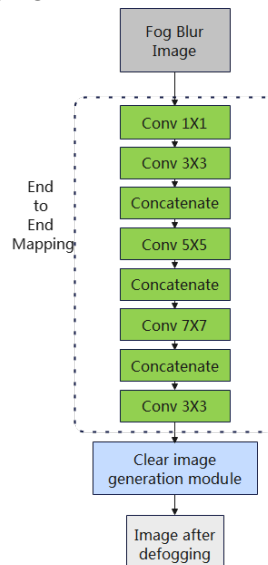 Fog Blur
Image
Conv 1X1
Conv 3X3
End
to
End
Mapping
Concatenate
Conv 5X5
Concatenate
Conv 7X7
Concatenate
Conv 3X3
Clear image
generation module
Image after
defogging